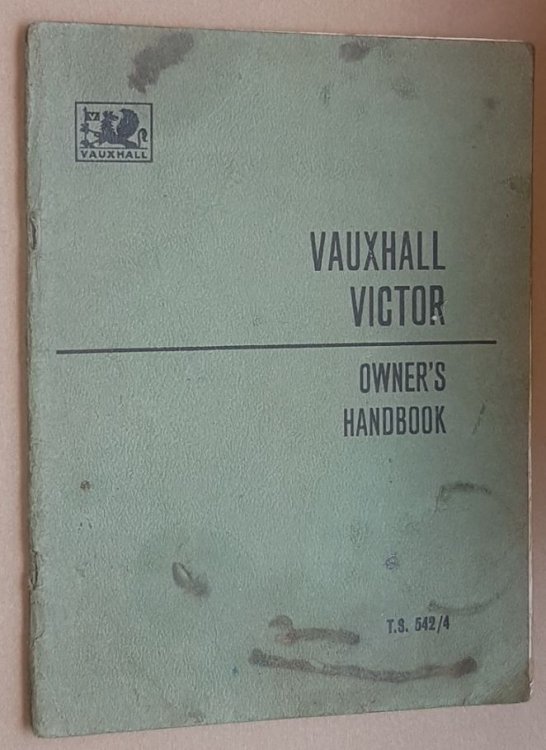 VAUXHALL
VAUXHALL
VICTOR
OWNER'S
HANDBOOK
T.S. 542/4